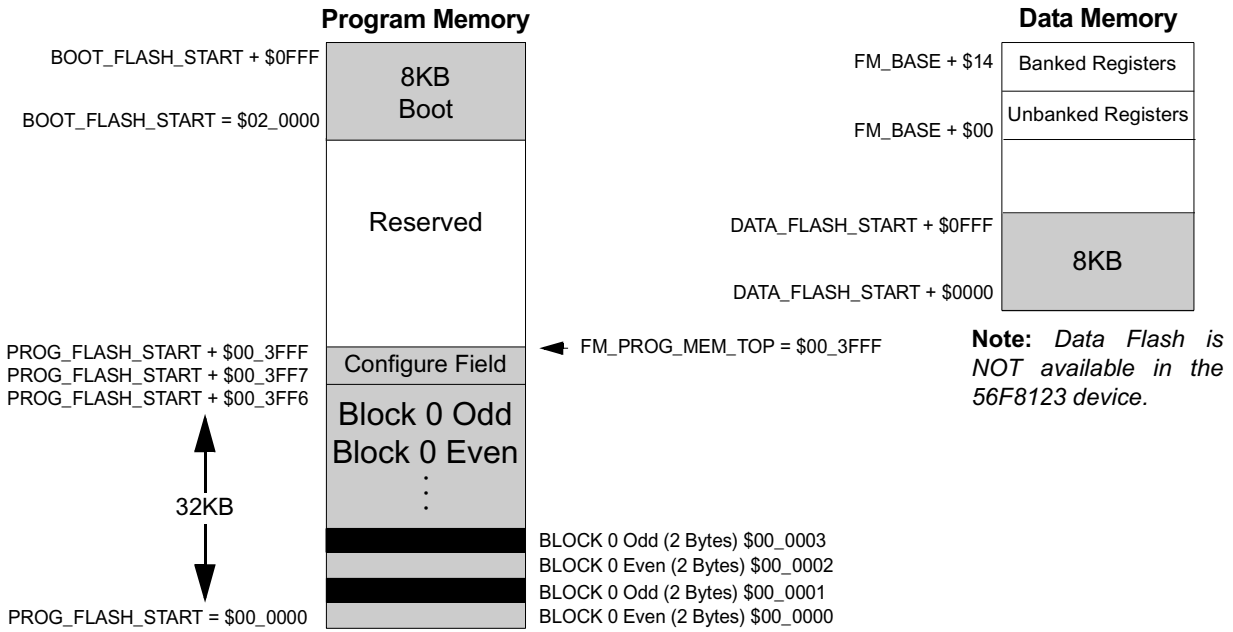 Program Memory
BOOT_FLASH_START + $0FFF
8KB
Boot
BOOT_FLASH_START = $02_0000
Reserved
PROG_FLASH_START + $00_3FFF
PROG_FLASH_START + $00_3FF7
PROG_FLASH_START + $00_3FF6
Configure Field
FM_PROG_MEM_TOP = $00_3FFF
Block 0 Odd
Block 0 Even
32KB
BLOCK 0 Odd (2 Bytes) $00_0003
BLOCK 0 Even (2 Bytes) $00_0002
BLOCK 0 Odd (2 Bytes) $00_0001
BLOCK 0 Even (2 Bytes) $00_0000
PROG_FLASH_START = $00_0000
Data Memory
FM_BASE + $14
Banked Registers
Unbanked Registers
FM_BASE + $00
DATA_FLASH_START + $0FFF
8KB
DATA_FLASH_START + $0000
Note: Data Flash is
NOT available in the
56F8123 device.